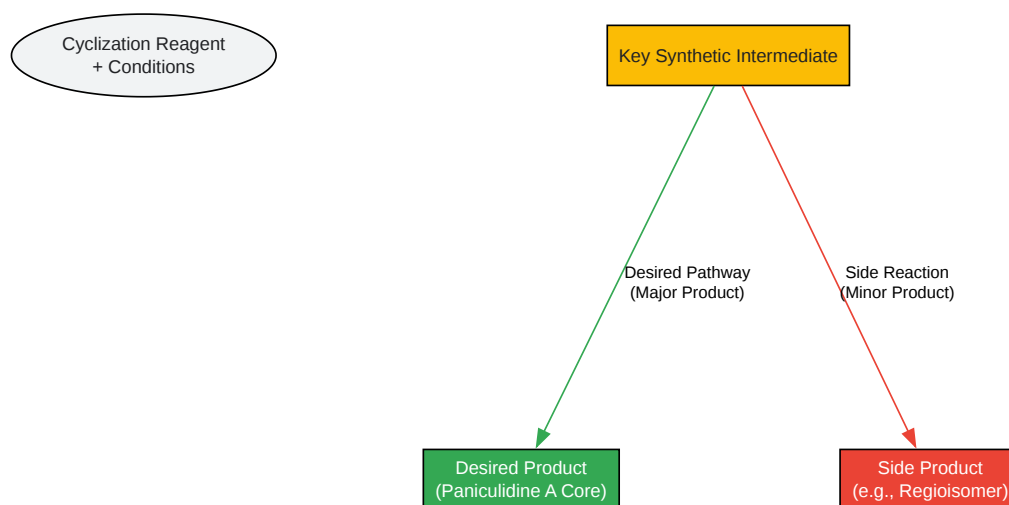 Cyclization Reagent
+ Conditions
Key Synthetic Intermediate
Desired Pathway
(Major Product)
Side Reaction
(Minor Product)
Desired Product
(Paniculidine A Core)
Side Product
(e.g., Regioisomer)